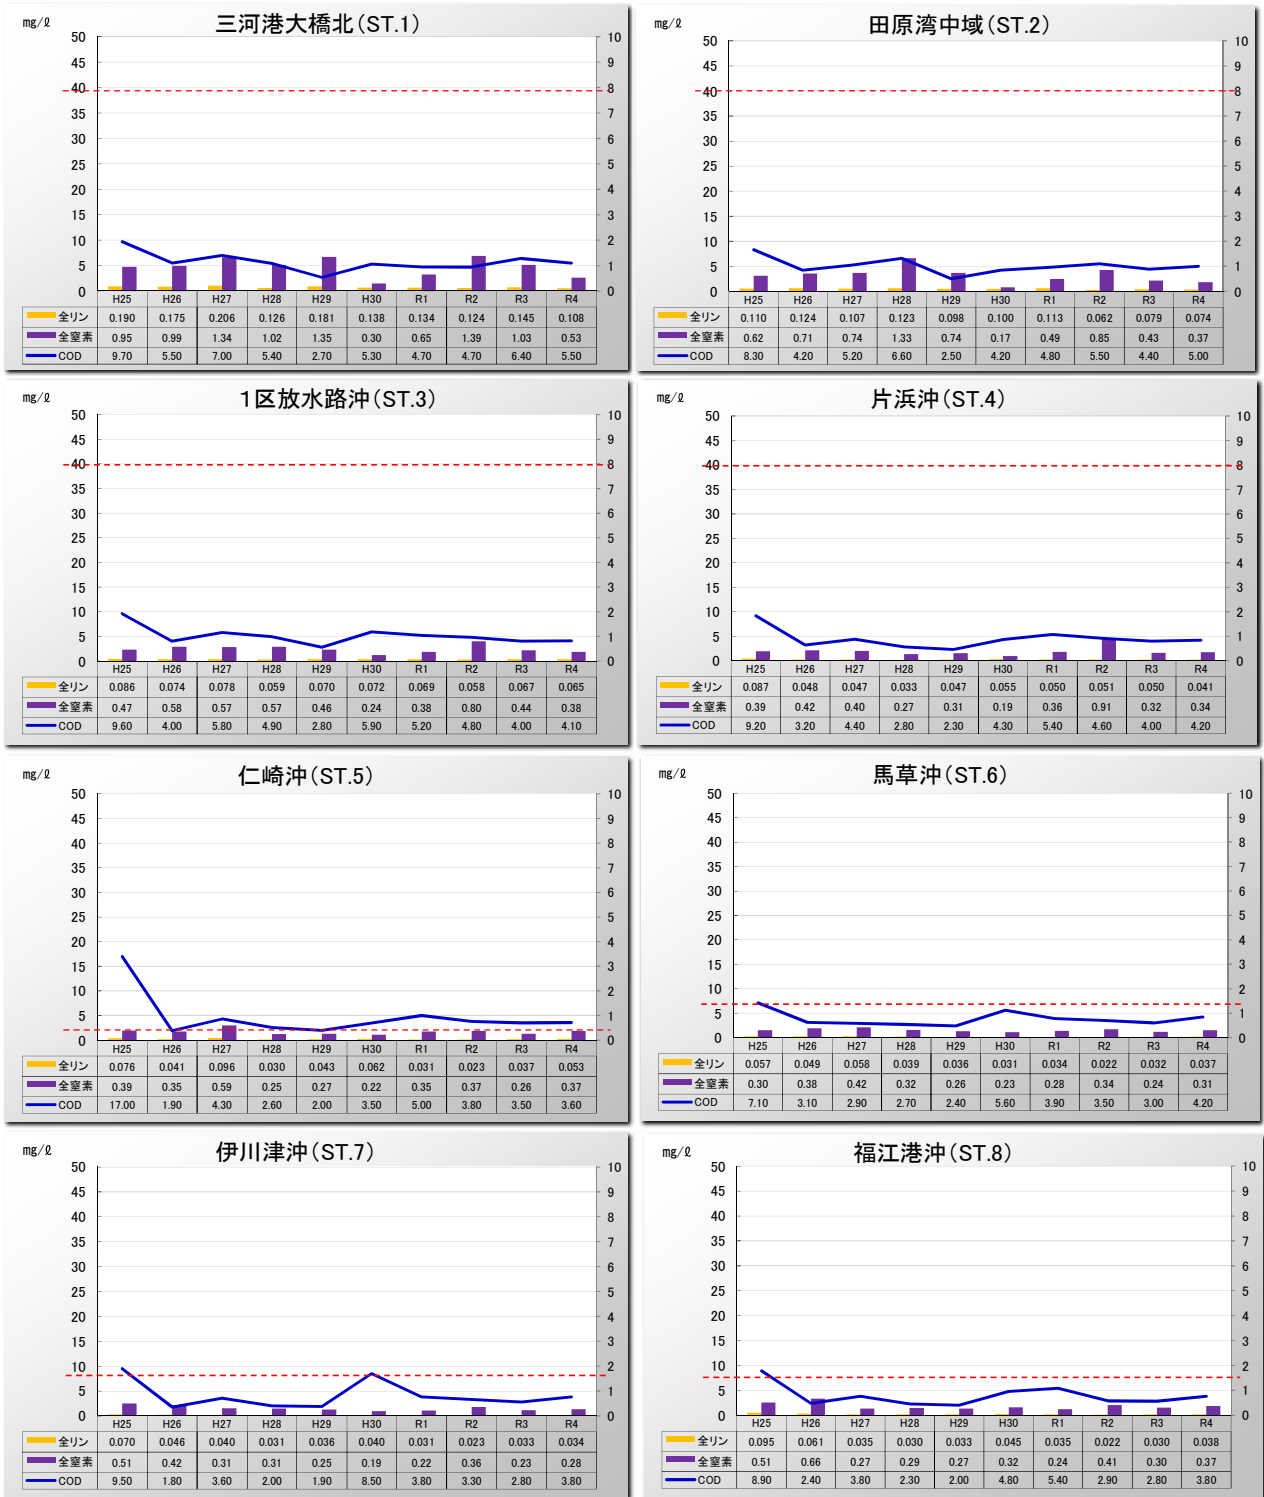 三河港大橋北(ST.1)
mg/ℓ
50 10
45 9
40 8
35 7
30 6
25 5
20 4
15 3
10 2
5 1
0 0
H25 H26 H27 H28 H29 H30 R1 R2 R3 R4
全リン 0.190 0.175 0.206 0.126 0.181 0.138 0.134 0.124 0.145 0.108
全窒素 0.95 0.99 1.34 1.02 1.35 0.30 0.65 1.39 1.03 0.53
COD 9.70 5.50 7.00 5.40 2.70 5.30 4.70 4.70 6.40 5.50
田原湾中域(ST.2)
mg/ℓ
50 10
45 9
40 8
35 7
30 6
25 5
20 4
15 3
10 2
5 1
0 0
H25 H26 H27 H28 H29 H30 R1 R2 R3 R4
全リン 0.110 0.124 0.107 0.123 0.098 0.100 0.113 0.062 0.079 0.074
全窒素 0.62 0.71 0.74 1.33 0.74 0.17 0.49 0.85 0.43 0.37
COD 8.30 4.20 5.20 6.60 2.50 4.20 4.80 5.50 4.40 5.00
1区放水路沖(ST.3)
mg/ℓ
50 10
45 9
40 8
35 7
30 6
25 5
20 4
15 3
10 2
5 1
0 0
H25 H26 H27 H28 H29 H30 R1 R2 R3 R4
全リン 0.086 0.074 0.078 0.059 0.070 0.072 0.069 0.058 0.067 0.065
全窒素 0.47 0.58 0.57 0.57 0.46 0.24 0.38 0.80 0.44 0.38
COD 9.60 4.00 5.80 4.90 2.80 5.90 5.20 4.80 4.00 4.10
片浜沖(ST.4)
mg/ℓ
50 10
45 9
40 8
35 7
30 6
25 5
20 4
15 3
10 2
5 1
0 0
H25 H26 H27 H28 H29 H30 R1 R2 R3 R4
全リン 0.087 0.048 0.047 0.033 0.047 0.055 0.050 0.051 0.050 0.041
全窒素 0.39 0.42 0.40 0.27 0.31 0.19 0.36 0.91 0.32 0.34
COD 9.20 3.20 4.40 2.80 2.30 4.30 5.40 4.60 4.00 4.20
仁崎沖(ST.5)
mg/ℓ
50 10
45 9
40 8
35 7
30 6
25 5
20 4
15 3
10 2
5 1
0 0
H25 H26 H27 H28 H29 H30 R1 R2 R3 R4
全リン 0.076 0.041 0.096 0.030 0.043 0.062 0.031 0.023 0.037 0.053
全窒素 0.39 0.35 0.59 0.25 0.27 0.22 0.35 0.37 0.26 0.37
COD 17.00 1.90 4.30 2.60 2.00 3.50 5.00 3.80 3.50 3.60
馬草沖(ST.6)
mg/ℓ
50 10
45 9
40 8
35 7
30 6
25 5
20 4
15 3
10 2
5 1
0 0
H25 H26 H27 H28 H29 H30 R1 R2 R3 R4
全リン 0.057 0.049 0.058 0.039 0.036 0.031 0.034 0.022 0.032 0.037
全窒素 0.30 0.38 0.42 0.32 0.26 0.23 0.28 0.34 0.24 0.31
COD 7.10 3.10 2.90 2.70 2.40 5.60 3.90 3.50 3.00 4.20
伊川津沖(ST.7)
mg/ℓ
50 10
45 9
40 8
35 7
30 6
25 5
20 4
15 3
10 2
5 1
0 0
H25 H26 H27 H28 H29 H30 R1 R2 R3 R4
全リン 0.070 0.046 0.040 0.031 0.036 0.040 0.031 0.023 0.033 0.034
全窒素 0.51 0.42 0.31 0.31 0.25 0.19 0.22 0.36 0.23 0.28
COD 9.50 1.80 3.60 2.00 1.90 8.50 3.80 3.30 2.80 3.80
福江港沖(ST.8)
mg/ℓ
50 10
45 9
40 8
35 7
30 6
25 5
20 4
15 3
10 2
5 1
0 0
H25 H26 H27 H28 H29 H30 R1 R2 R3 R4
全リン 0.095 0.061 0.035 0.030 0.033 0.045 0.035 0.022 0.030 0.038
全窒素 0.51 0.66 0.27 0.29 0.27 0.32 0.24 0.41 0.30 0.37
COD 8.90 2.40 3.80 2.30 2.00 4.80 5.40 2.90 2.80 3.80